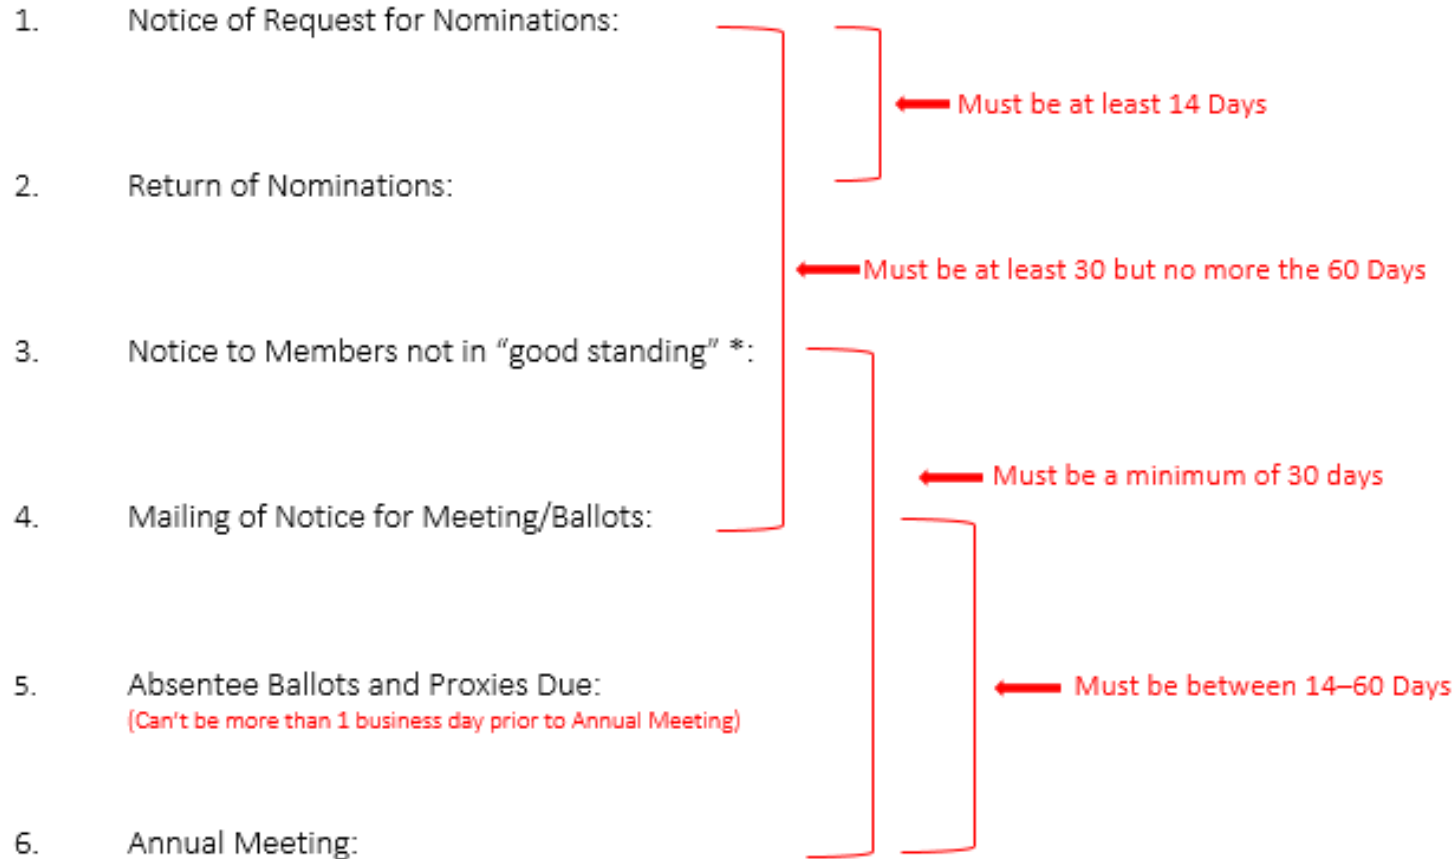 1. Notice of Request for Nominations:
Must be at least 14 Days
2. Return of Nominations:
Must be at least 30 but no more the 60 Days
3. Notice to Members not in “good standing” *:
Must be a minimum of 30 days
4. Mailing of Notice for Meeting/Ballots:
5. Absentee Ballots and Proxies Due:
Must be between 14–60 Days
(Can't be more than 1 business day prior to Annual Meeting)
6. Annual Meeting: